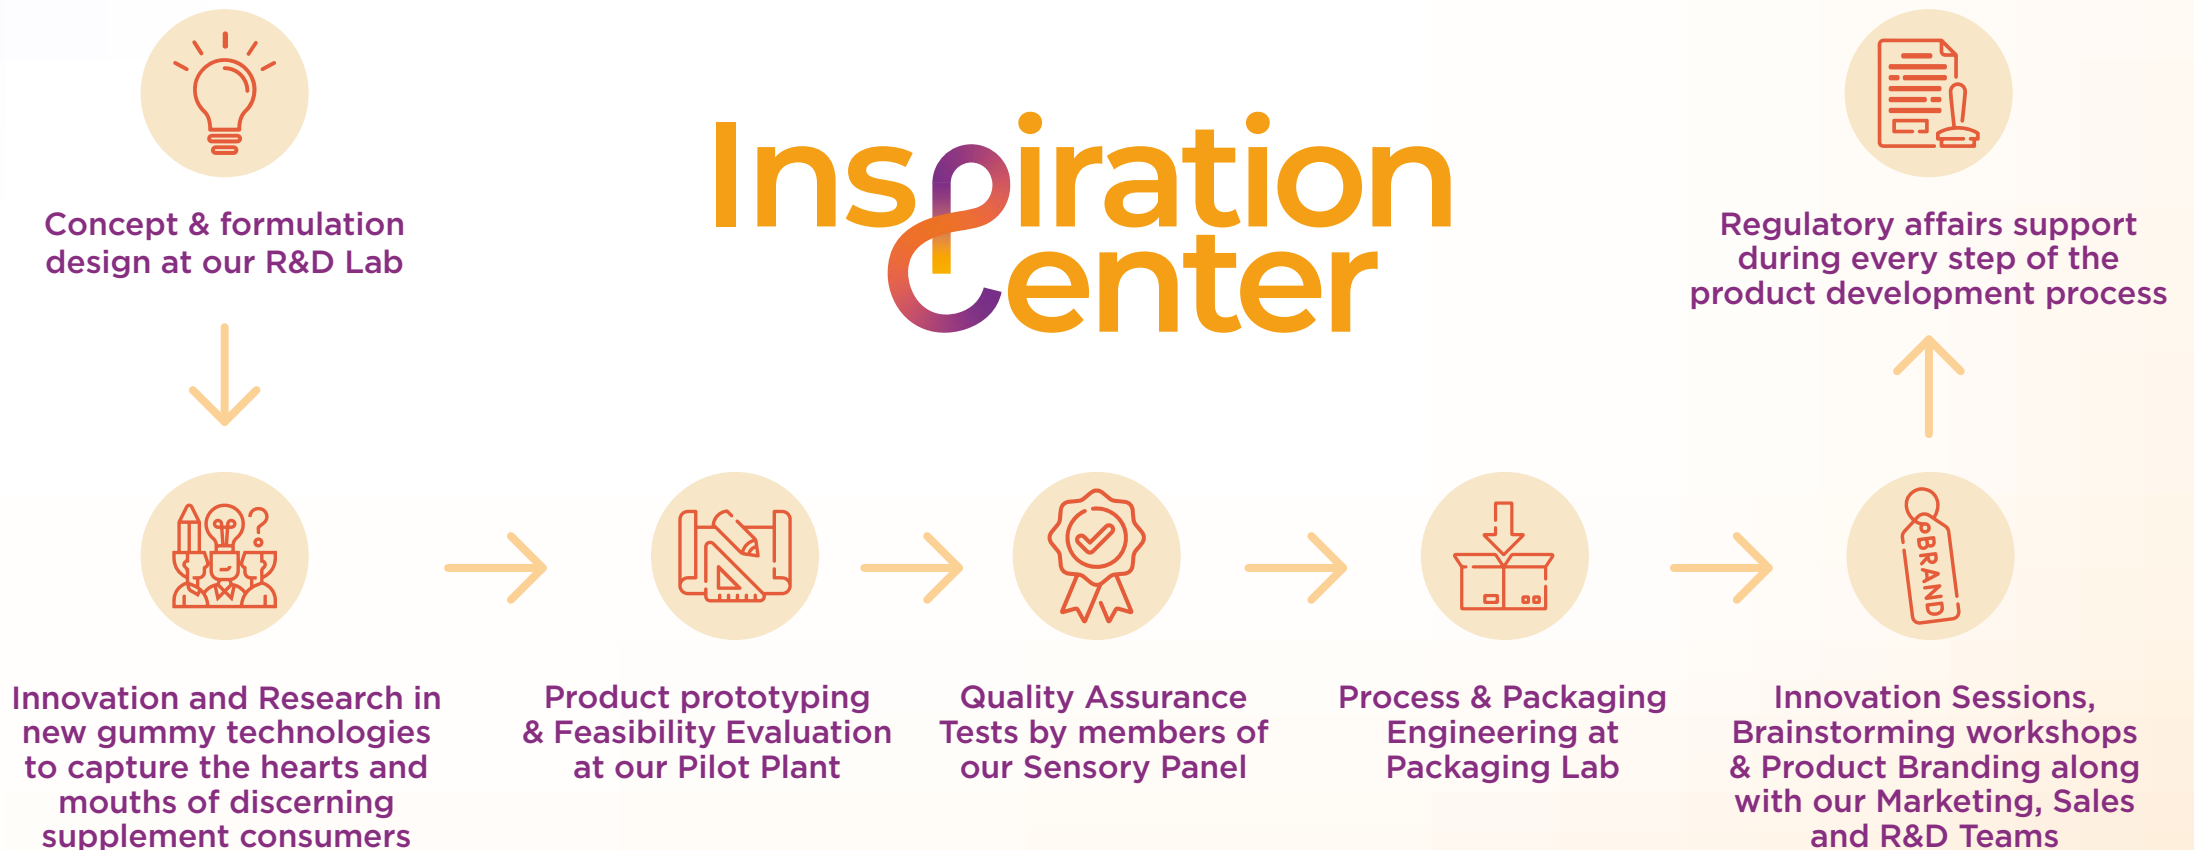 Inspiration
Center
Concept & formulation
design at our R&D Lab
Innovation and Research in
new gummy technologies
to capture the hearts and
mouths of discerning
supplement consumers
Product prototyping
& Feasibility Evaluation
at our Pilot Plant
Quality Assurance
Tests by members of
our Sensory Panel
Process & Packaging
Engineering at
Packaging Lab
BRAND
Innovation Sessions,
Brainstorming workshops
& Product Branding along
with our Marketing, Sales
and R&D Teams
Regulatory affairs support
during every step of the
product development process